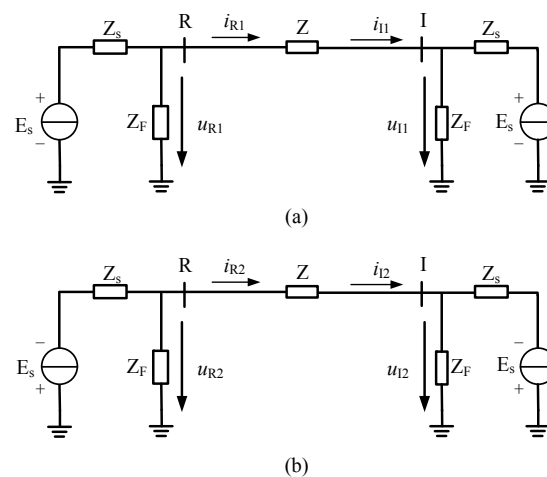 Zs R iR1 Z iI1 I Zs
+ +
Es ZF uR1 uI1 ZF Es
− −
(a)
Zs R iR2 Z iI2 I Zs
− −
Es ZF uR2 uI2 ZF Es
+ +
(b)